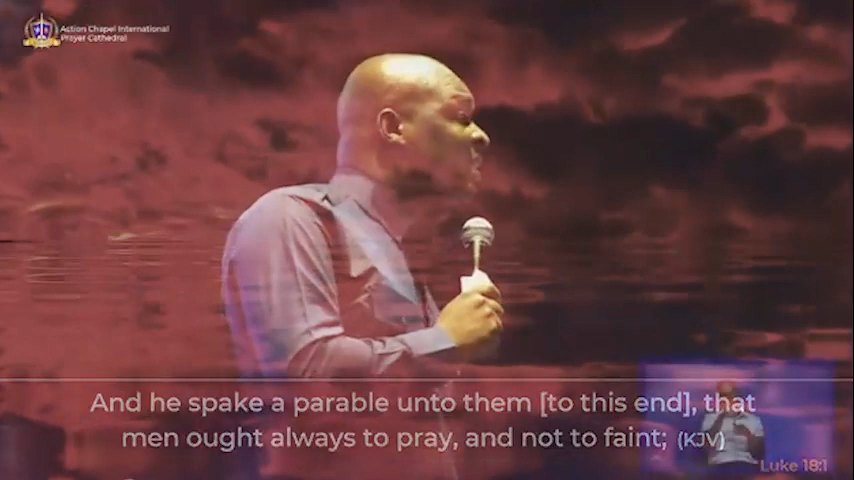 Action Chapel International
Prayer Cathedral
And he spake a parable unto them [to this end], that
men ought always to pray, and not to faint; (KJV)
Luke 18:1